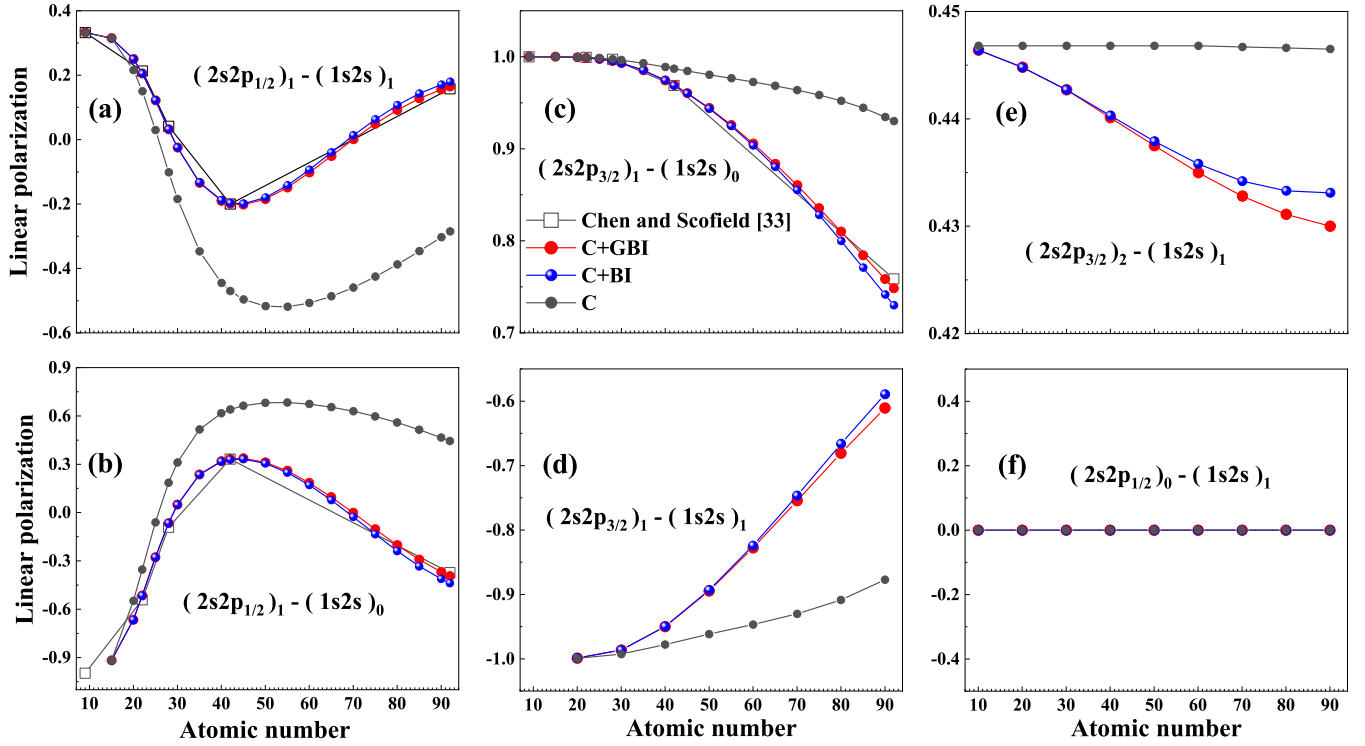 0.4
0.2
0.0
-0.2
-0.4
-0.6
Linear polarization
(a)
( 2s2p1/2 )1 - ( 1s2s )1
1.0
0.9
0.8
0.7
(c)
( 2s2p3/2 )1 - ( 1s2s )0
Chen and Scofield [33]
C+GBI
C+BI
C
0.45
0.44
0.43
0.42
(e)
( 2s2p3/2 )2 - ( 1s2s )1
0.9
0.6
0.3
0.0
-0.3
-0.6
-0.9
Linear polarization
(b)
( 2s2p1/2 )1 - ( 1s2s )0
10 20 30 40 50 60 70 80 90
Atomic number
-0.6
-0.7
-0.8
-0.9
-1.0
(d)
( 2s2p3/2 )1 - ( 1s2s )1
10 20 30 40 50 60 70 80 90
Atomic number
0.4
0.2
0.0
-0.2
-0.4
(f)
( 2s2p1/2 )0 - ( 1s2s )1
10 20 30 40 50 60 70 80 90
Atomic number